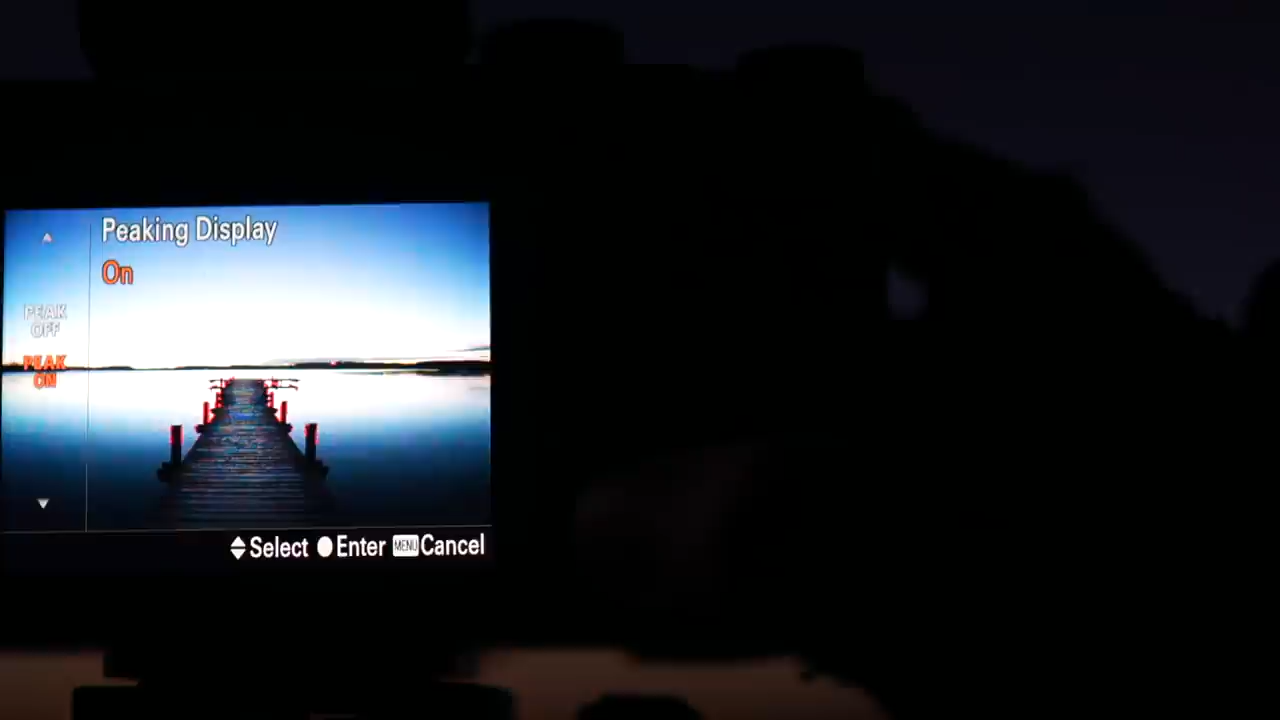 Peaking Display
On
PEAK
OFF
PEAK
ON
Select Enter MENU Cancel